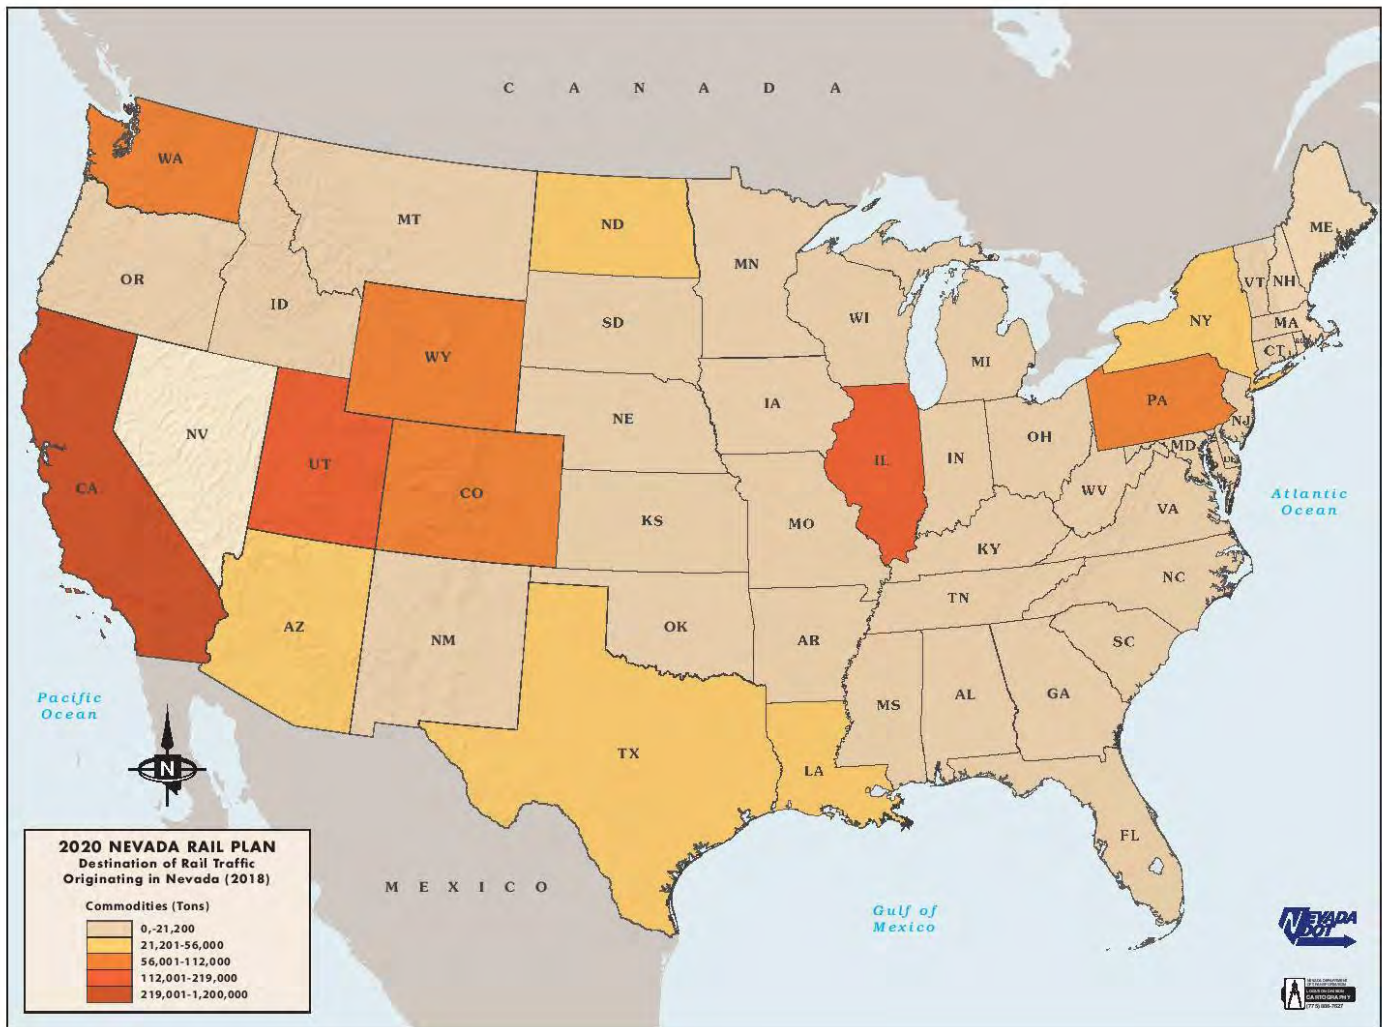 C A N A D A
WA
MT
ND
MN
ME
OR
ID
SD
WI
MI
VT
NH
NY
MA
CT
WY
NV
UT
CO
NE
IA
IL
IN
OH
PA
NJ
MD
CA
KS
MO
KY
WV
VA
Atlantic
Ocean
AZ
NM
OK
AR
TN
NC
SC
MS
AL
GA
TX
LA
FL
Pacific
Ocean
N
M E X I C O
Gulf of
Mexico
2020 NEVADA RAIL PLAN
Destination of Rail Traffic
Originating in Nevada (2018)
Commodities (Tons)
0,-21,200
21,201-56,000
56,001-112,000
112,001-219,000
219,001-1,200,000
NEVADA
DOT
CARTOGRAPHY